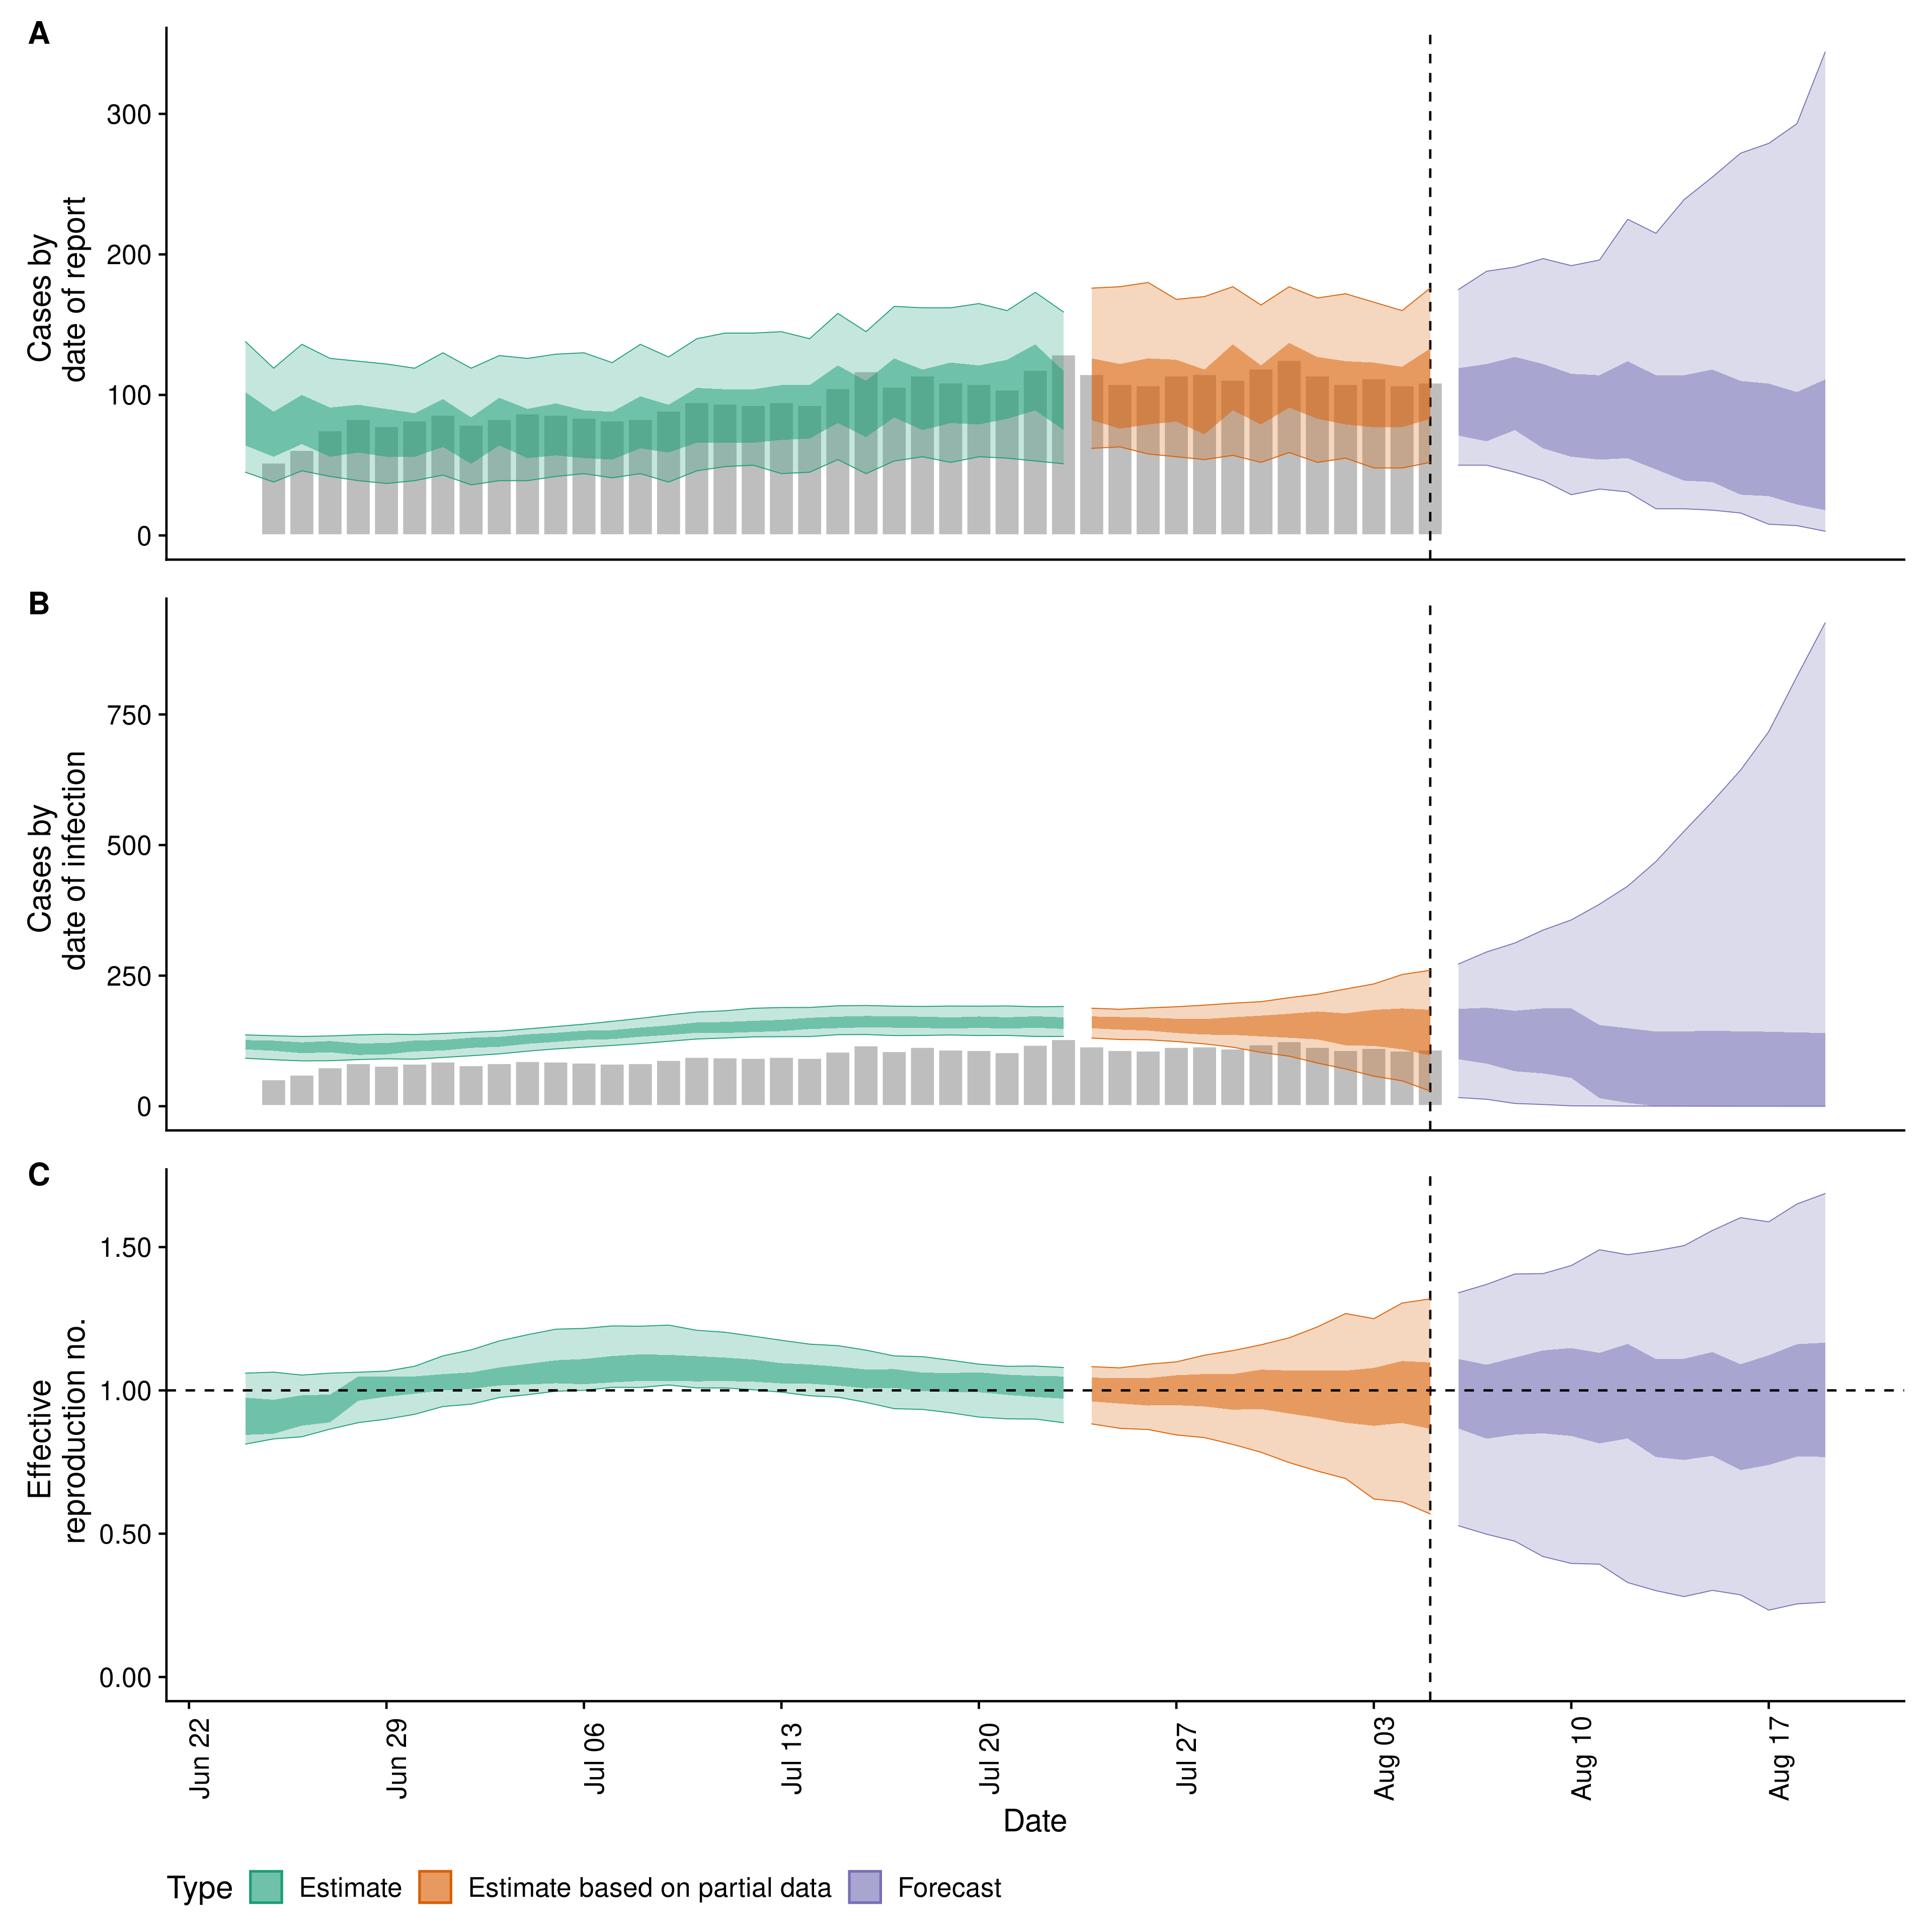 A
Cases by
date of report
300
200
100
0
B
Cases by
date of infection
750
500
250
0
C
Effective
reproduction no.
1.50
1.00
0.50
0.00
Jun 22
Jun 29
Jul 06
Jul 13
Jul 20
Jul 27
Aug 03
Aug 10
Aug 17
Date
Type
Estimate
Estimate based on partial data
Forecast